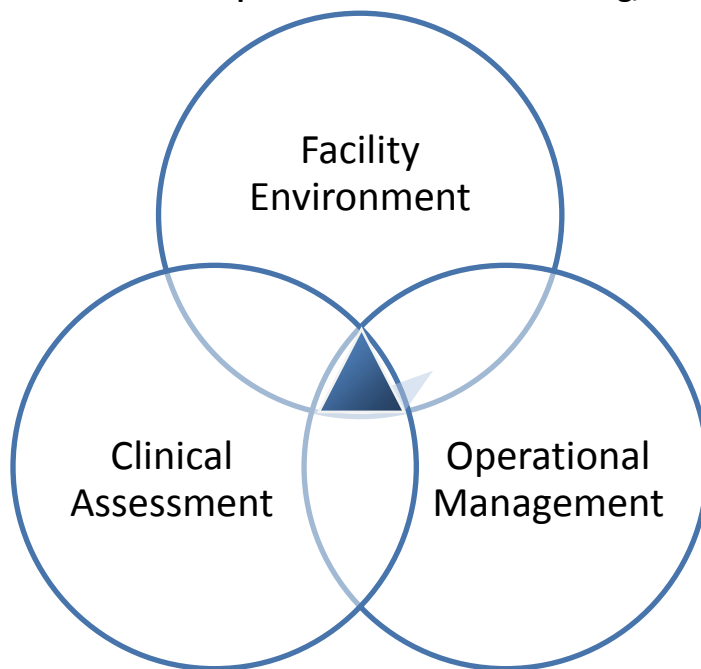 Facility
Environment
Clinical
Assessment
Operational
Management